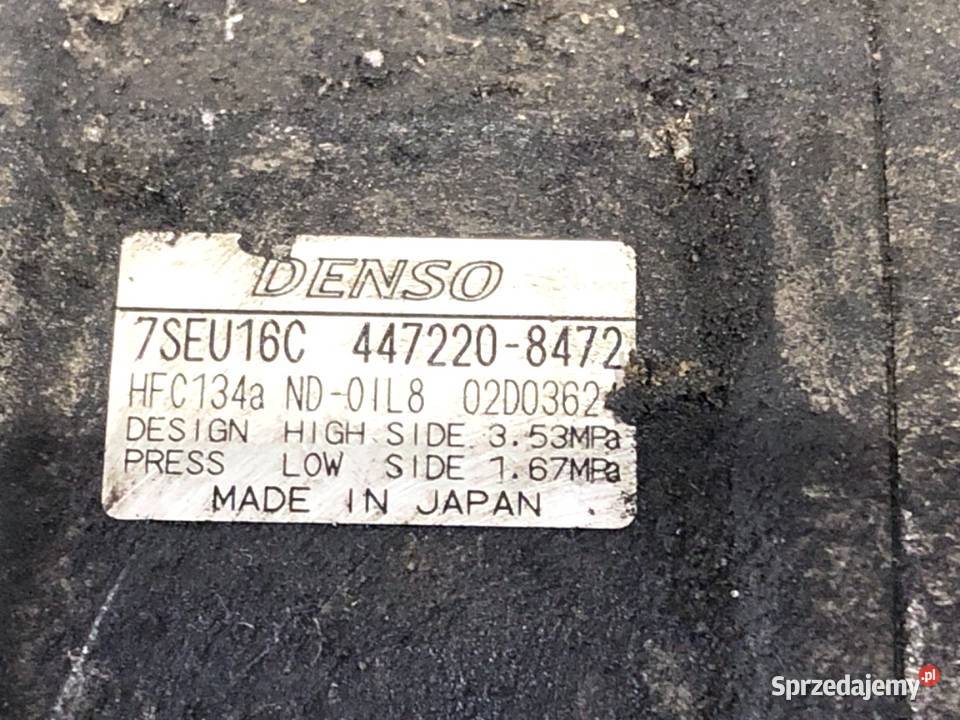 DENSO
7SEU16C 447220-8472
HFC134a ND-OIL8 02D0362
DESIGN HIGH SIDE 3.53MPa
PRESS LOW SIDE 1.67MPa
MADE IN JAPAN
Sprzedajemy.pl